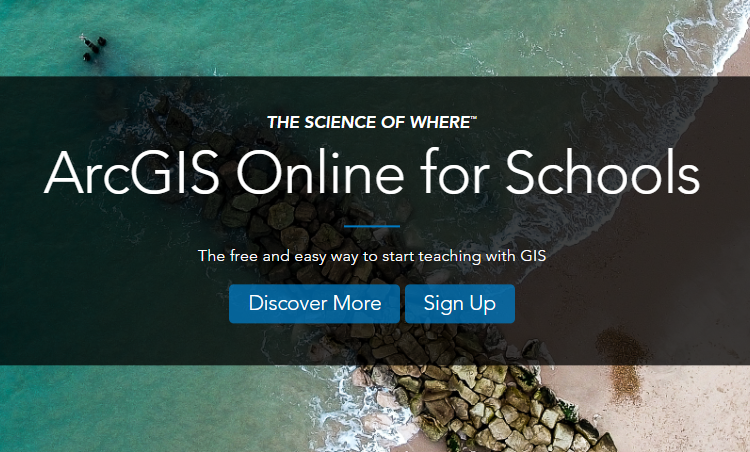 THE SCIENCE OF WHERE™
ArcGIS Online for Schools
The free and easy way to start teaching with GIS
Discover More Sign Up